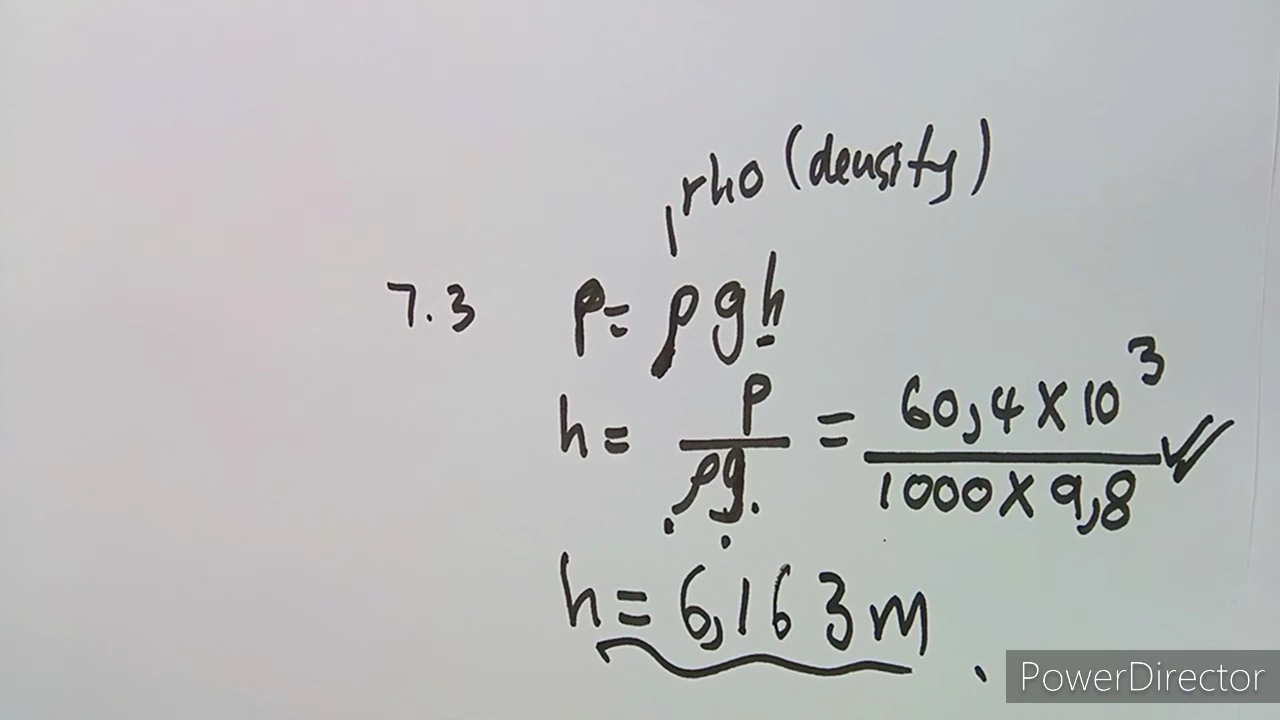 rho (density)
7.3 P = ρgh
h = P/ρg = 60,4 X 10³/1000 X 9,8
h = 6,163 m
PowerDirector